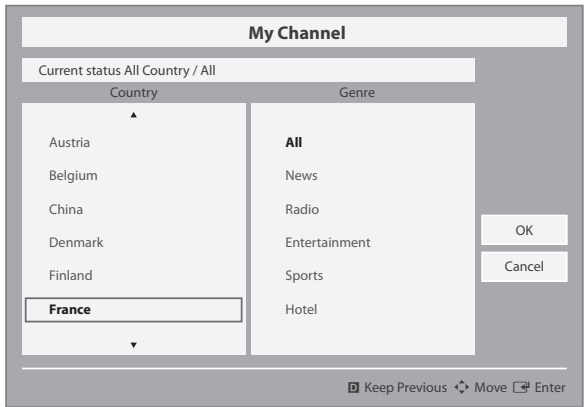 My Channel
Current status All Country / All
Country
Genre
Austria
Belgium
China
Denmark
Finland
France
All
News
Radio
Entertainment
Sports
Hotel
OK
Cancel
D Keep Previous Move Enter